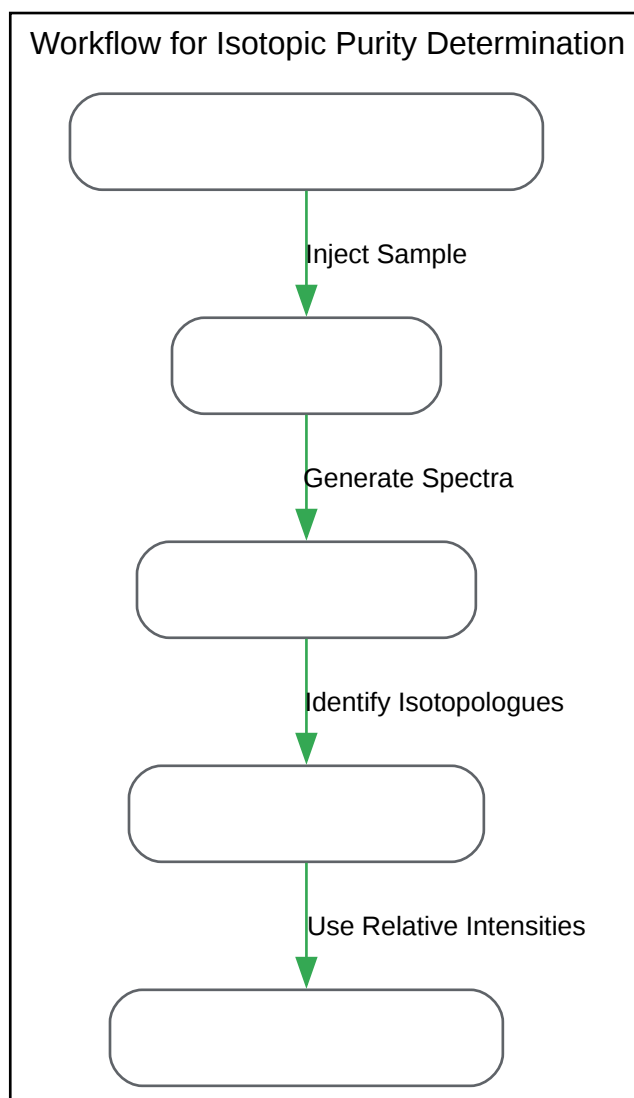 Workflow for Isotopic Purity Determination
Inject Sample
Generate Spectra
Identify Isotopologues
Use Relative Intensities